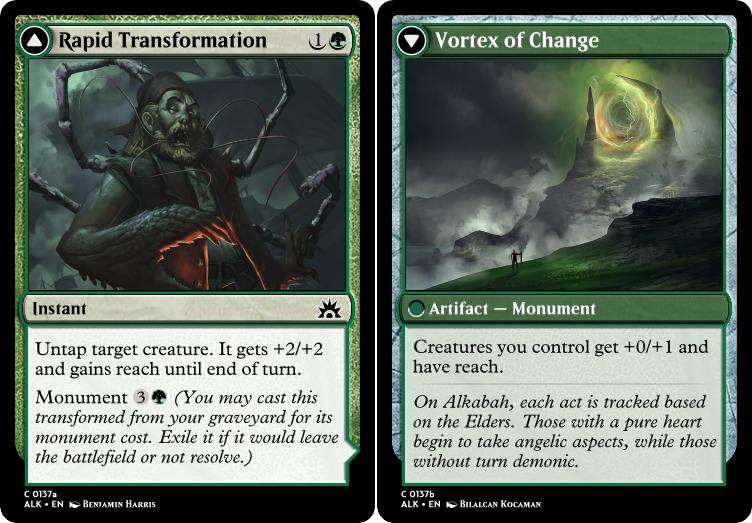 Rapid Transformation 1
Instant
Untap target creature. It gets +2/+2
and gains reach until end of turn.
Monument 3 (You may cast this
transformed from your graveyard for its
monument cost. Exile it if it would leave
the battlefield or not resolve.)
C 0137a
ALK • EN Benjamin Harris
Vortex of Change
Artifact — Monument
Creatures you control get +0/+1 and
have reach.
On Alkabah, each act is tracked based
on the Elders. Those with a pure heart
begin to take angelic aspects, while those
without turn demonic.
C 0137b
ALK • EN Bilalcan Kocaman